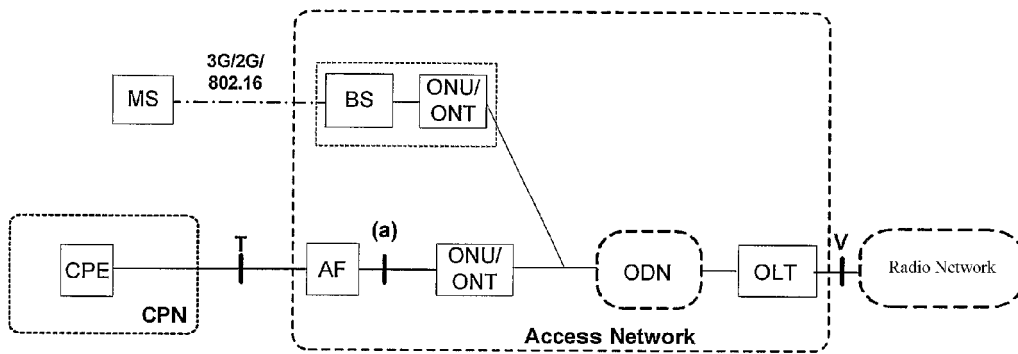 3G/2G/
802.16
MS
BS
ONU/
ONT
T
(a)
V
CPE
AF
ONU/
ONT
ODN
OLT
Radio Network
CPN
Access Network